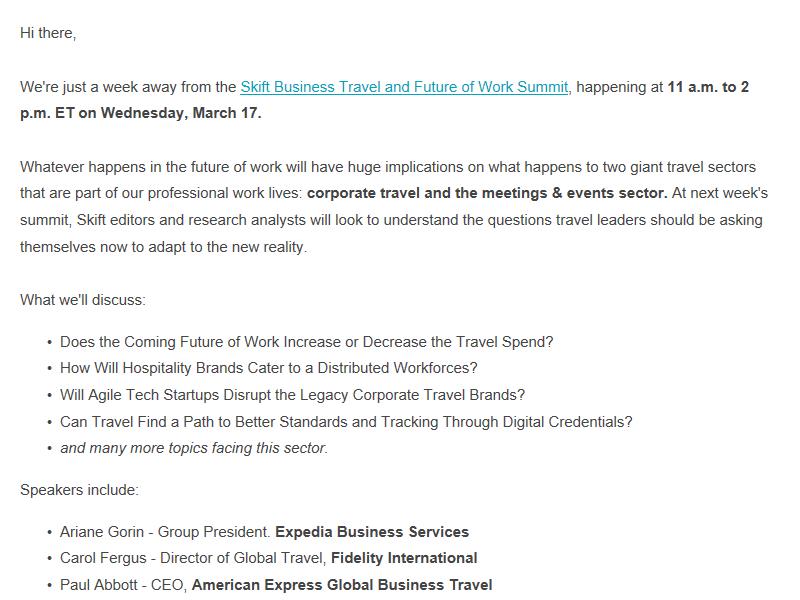 Hi there,
We're just a week away from the Skift Business Travel and Future of Work Summit, happening at 11 a.m. to 2
p.m. ET on Wednesday, March 17.
Whatever happens in the future of work will have huge implications on what happens to two giant travel sectors
that are part of our professional work lives: corporate travel and the meetings & events sector. At next week's
summit, Skift editors and research analysts will look to understand the questions travel leaders should be asking
themselves now to adapt to the new reality.
What we'll discuss:
• Does the Coming Future of Work Increase or Decrease the Travel Spend?
• How Will Hospitality Brands Cater to a Distributed Workforces?
• Will Agile Tech Startups Disrupt the Legacy Corporate Travel Brands?
• Can Travel Find a Path to Better Standards and Tracking Through Digital Credentials?
• and many more topics facing this sector.
Speakers include:
• Ariane Gorin - Group President. Expedia Business Services
• Carol Fergus - Director of Global Travel, Fidelity International
• Paul Abbott - CEO, American Express Global Business Travel